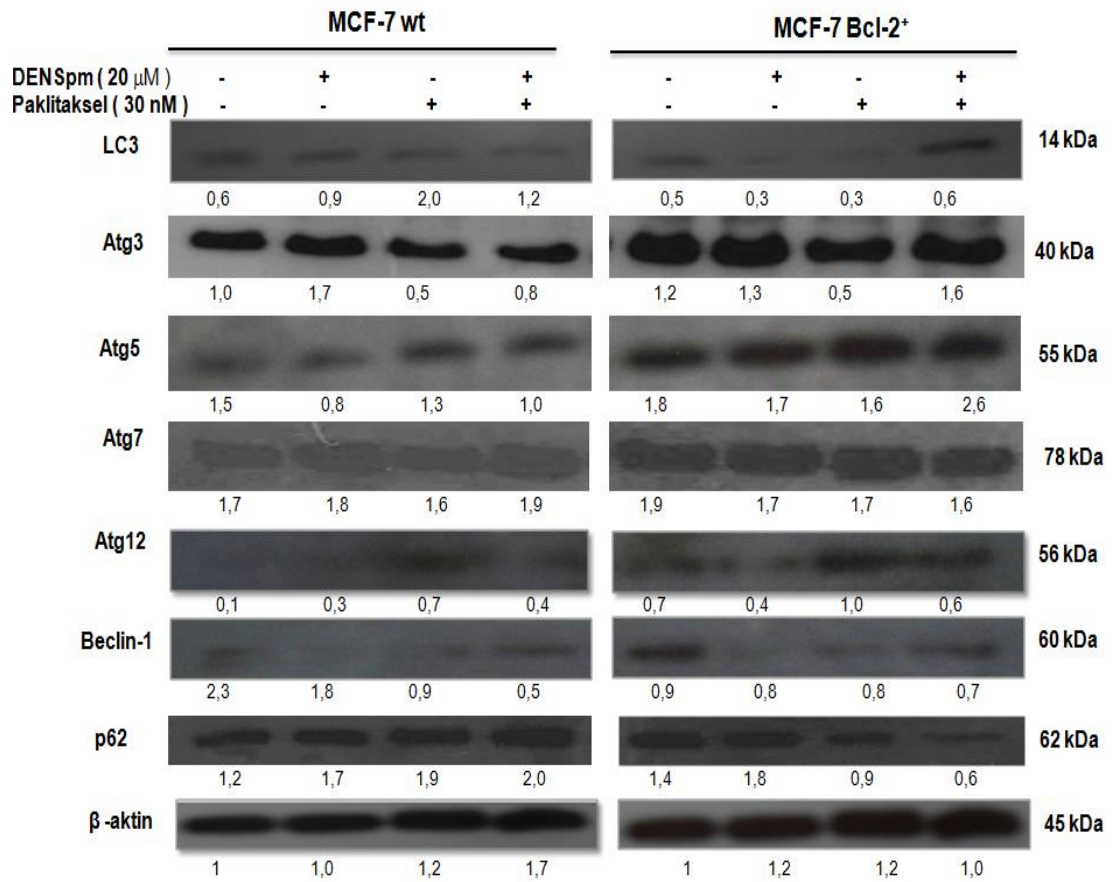 MCF-7 wt MCF-7 Bcl-2⁺
DENSpm ( 20 μM ) - + - + - + - +
Paklitaksel ( 30 nM ) - - + + - - + +
LC3 14 kDa
0,6 0,9 2,0 1,2 0,5 0,3 0,3 0,6
Atg3 40 kDa
1,0 1,7 0,5 0,8 1,2 1,3 0,5 1,6
Atg5 55 kDa
1,5 0,8 1,3 1,0 1,8 1,7 1,6 2,6
Atg7 78 kDa
1,7 1,8 1,6 1,9 1,9 1,7 1,7 1,6
Atg12 56 kDa
0,1 0,3 0,7 0,4 0,7 0,4 1,0 0,6
Beclin-1 60 kDa
2,3 1,8 0,9 0,5 0,9 0,8 0,8 0,7
p62 62 kDa
1,2 1,7 1,9 2,0 1,4 1,8 0,9 0,6
β -aktin 45 kDa
1 1,0 1,2 1,7 1 1,2 1,2 1,0